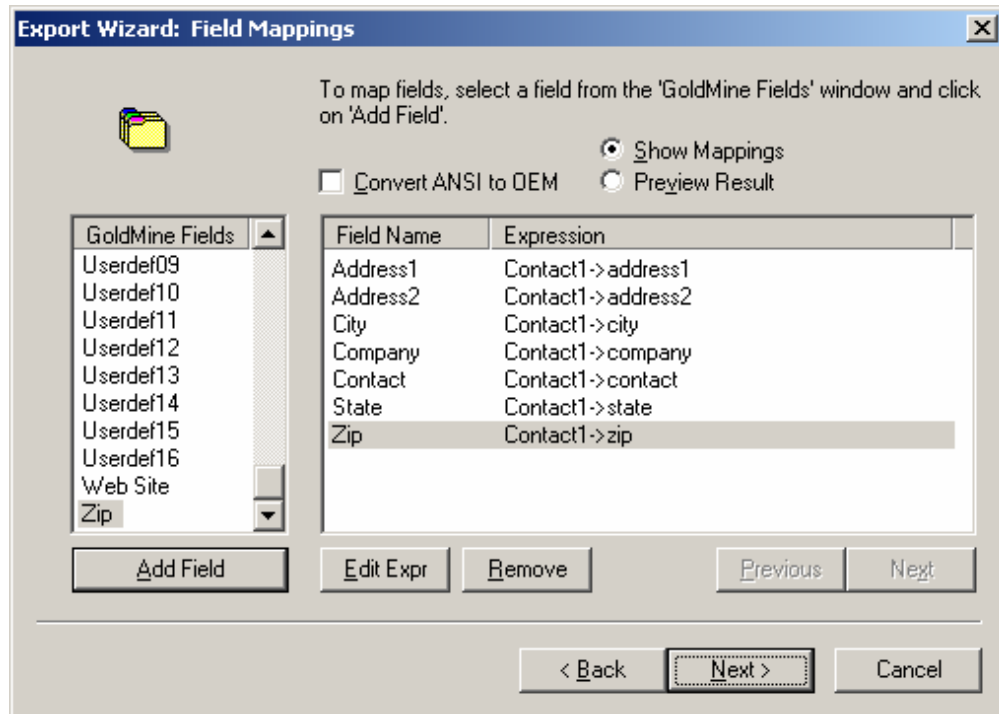 Export Wizard: Field Mappings
To map fields, select a field from the 'GoldMine Fields' window and click
on 'Add Field'.
Show Mappings
Convert ANSI to OEM
Preview Result
GoldMine Fields
Userdef09
Userdef10
Userdef11
Userdef12
Userdef13
Userdef14
Userdef15
Userdef16
Web Site
Zip
Field Name Expression
Address1 Contact1->address1
Address2 Contact1->address2
City Contact1->city
Company Contact1->company
Contact Contact1->contact
State Contact1->state
Zip Contact1->zip
Add Field Edit Expr Remove Previous Next
< Back Next > Cancel